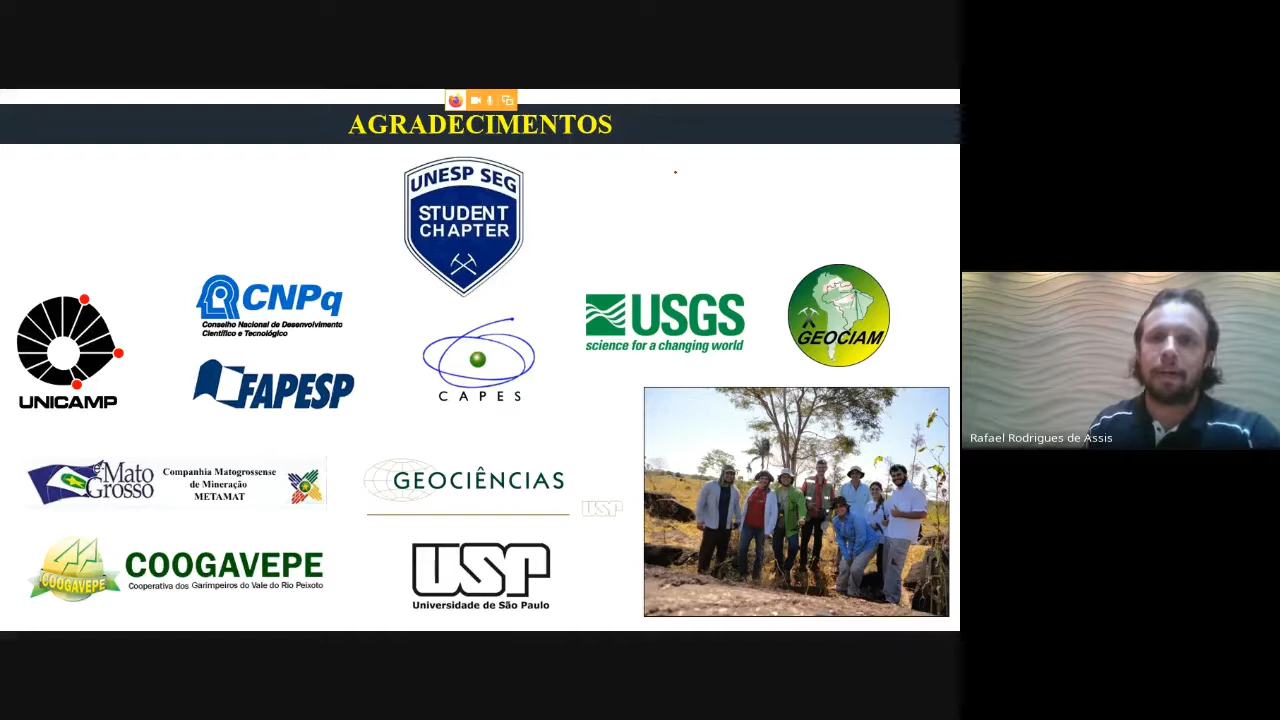 AGRADECIMENTOS
UNESP SEG
STUDENT
CHAPTER
CNPq
Conselho Nacional de Desenvolvimento
Científico e Tecnológico
USGS
science for a changing world
GEOCIAM
UNICAMP
FAPESP
CAPES
Rafael Rodrigues de Assis
Mato
Grosso
Companhia Matogrossense
de Mineração
METAMAT
GEOCIÊNCIAS
USP
COOGAVEPE
COOGAVEPE
Cooperativa dos Garimpeiros do Vale do Rio Peixoto
USP
Universidade de São Paulo